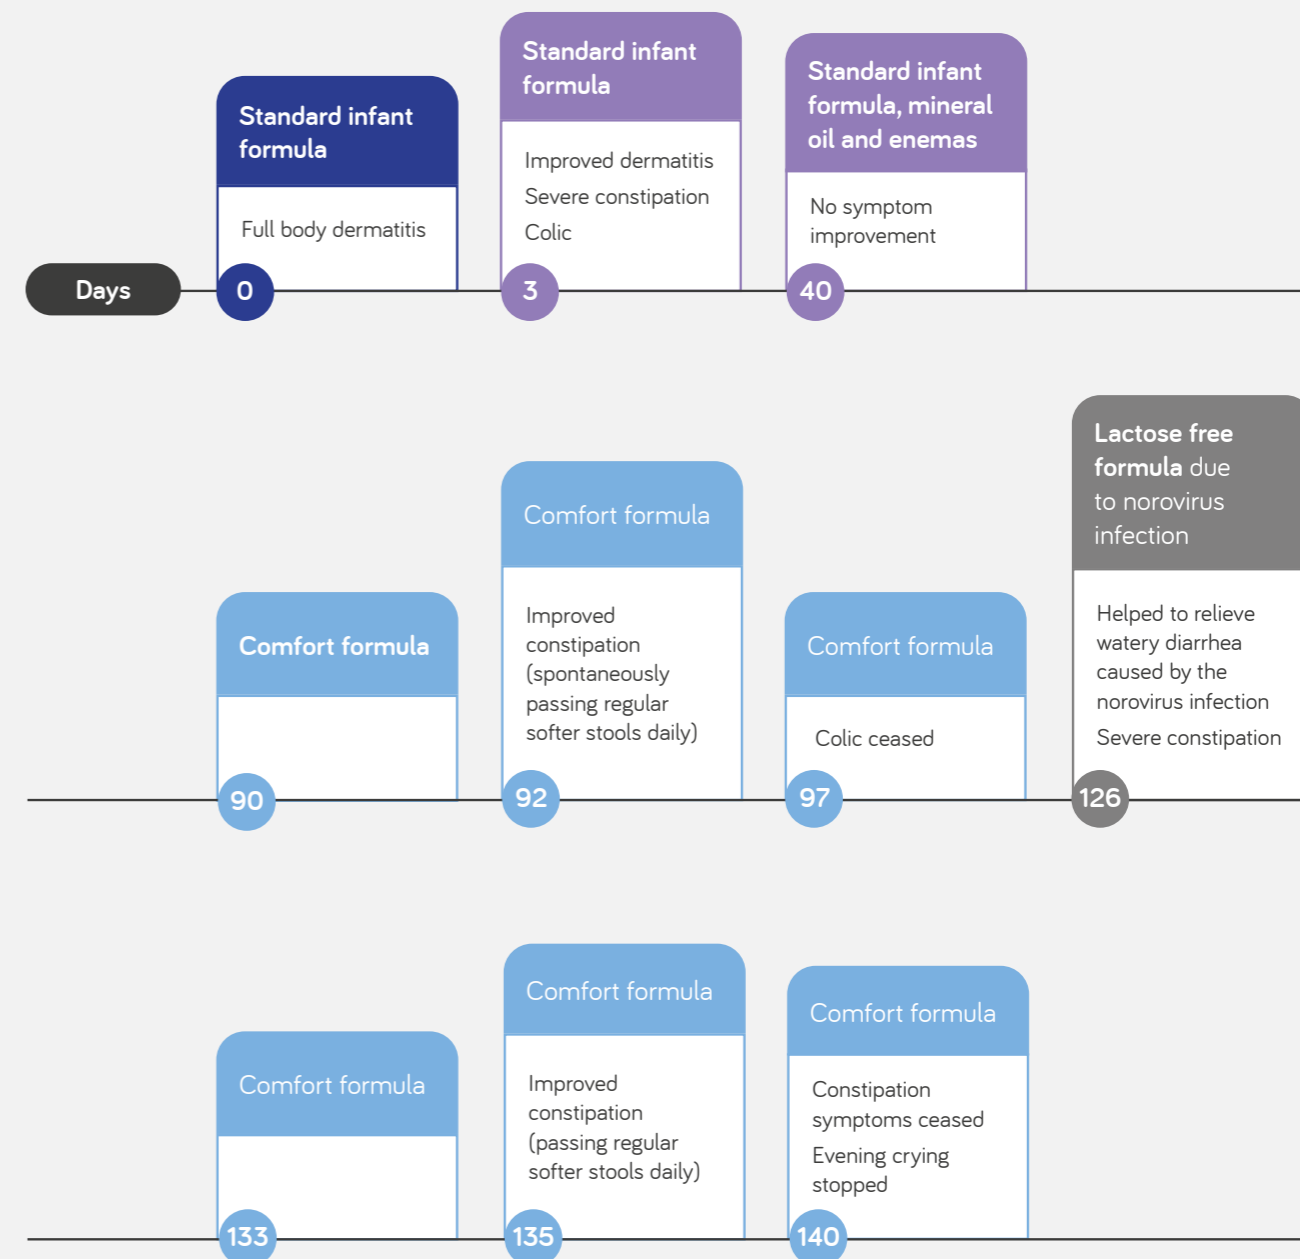 Standard infant
formula
Full body dermatitis
Standard infant
formula
Improved dermatitis
Severe constipation
Colic
Standard infant
formula, mineral
oil and enemas
No symptom
improvement
Days
0
3
40
Comfort formula
Comfort formula
Improved
constipation
(spontaneously
passing regular
softer stools daily)
Comfort formula
Colic ceased
Lactose free
formula due
to norovirus
infection
Helped to relieve
watery diarrhea
caused by the
norovirus infection
Severe constipation
90
92
97
126
Comfort formula
Comfort formula
Improved
constipation
(passing regular
softer stools daily)
Comfort formula
Constipation
symptoms ceased
Evening crying
stopped
133
135
140